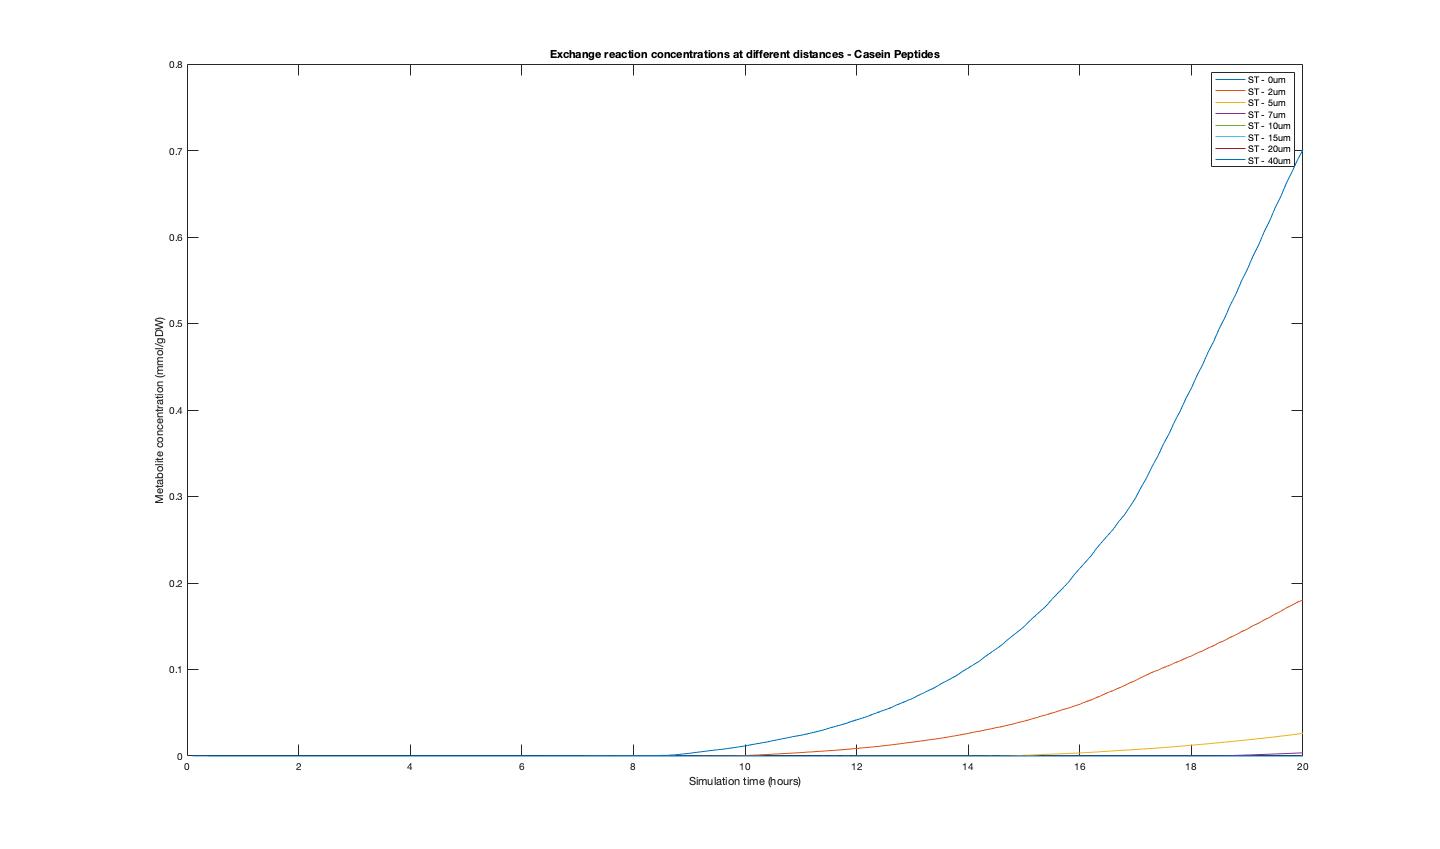 Exchange reaction concentrations at different distances - Casein Peptides
0.8
0.7
0.6
0.5
0.4
0.3
0.2
0.1
0
Metabolite concentration (mmol/gDW)
ST - 0um
ST - 2um
ST - 5um
ST - 7um
ST - 10um
ST - 15um
ST - 20um
ST - 40um
0 2 4 6 8 10 12 14 16 18 20
Simulation time (hours)